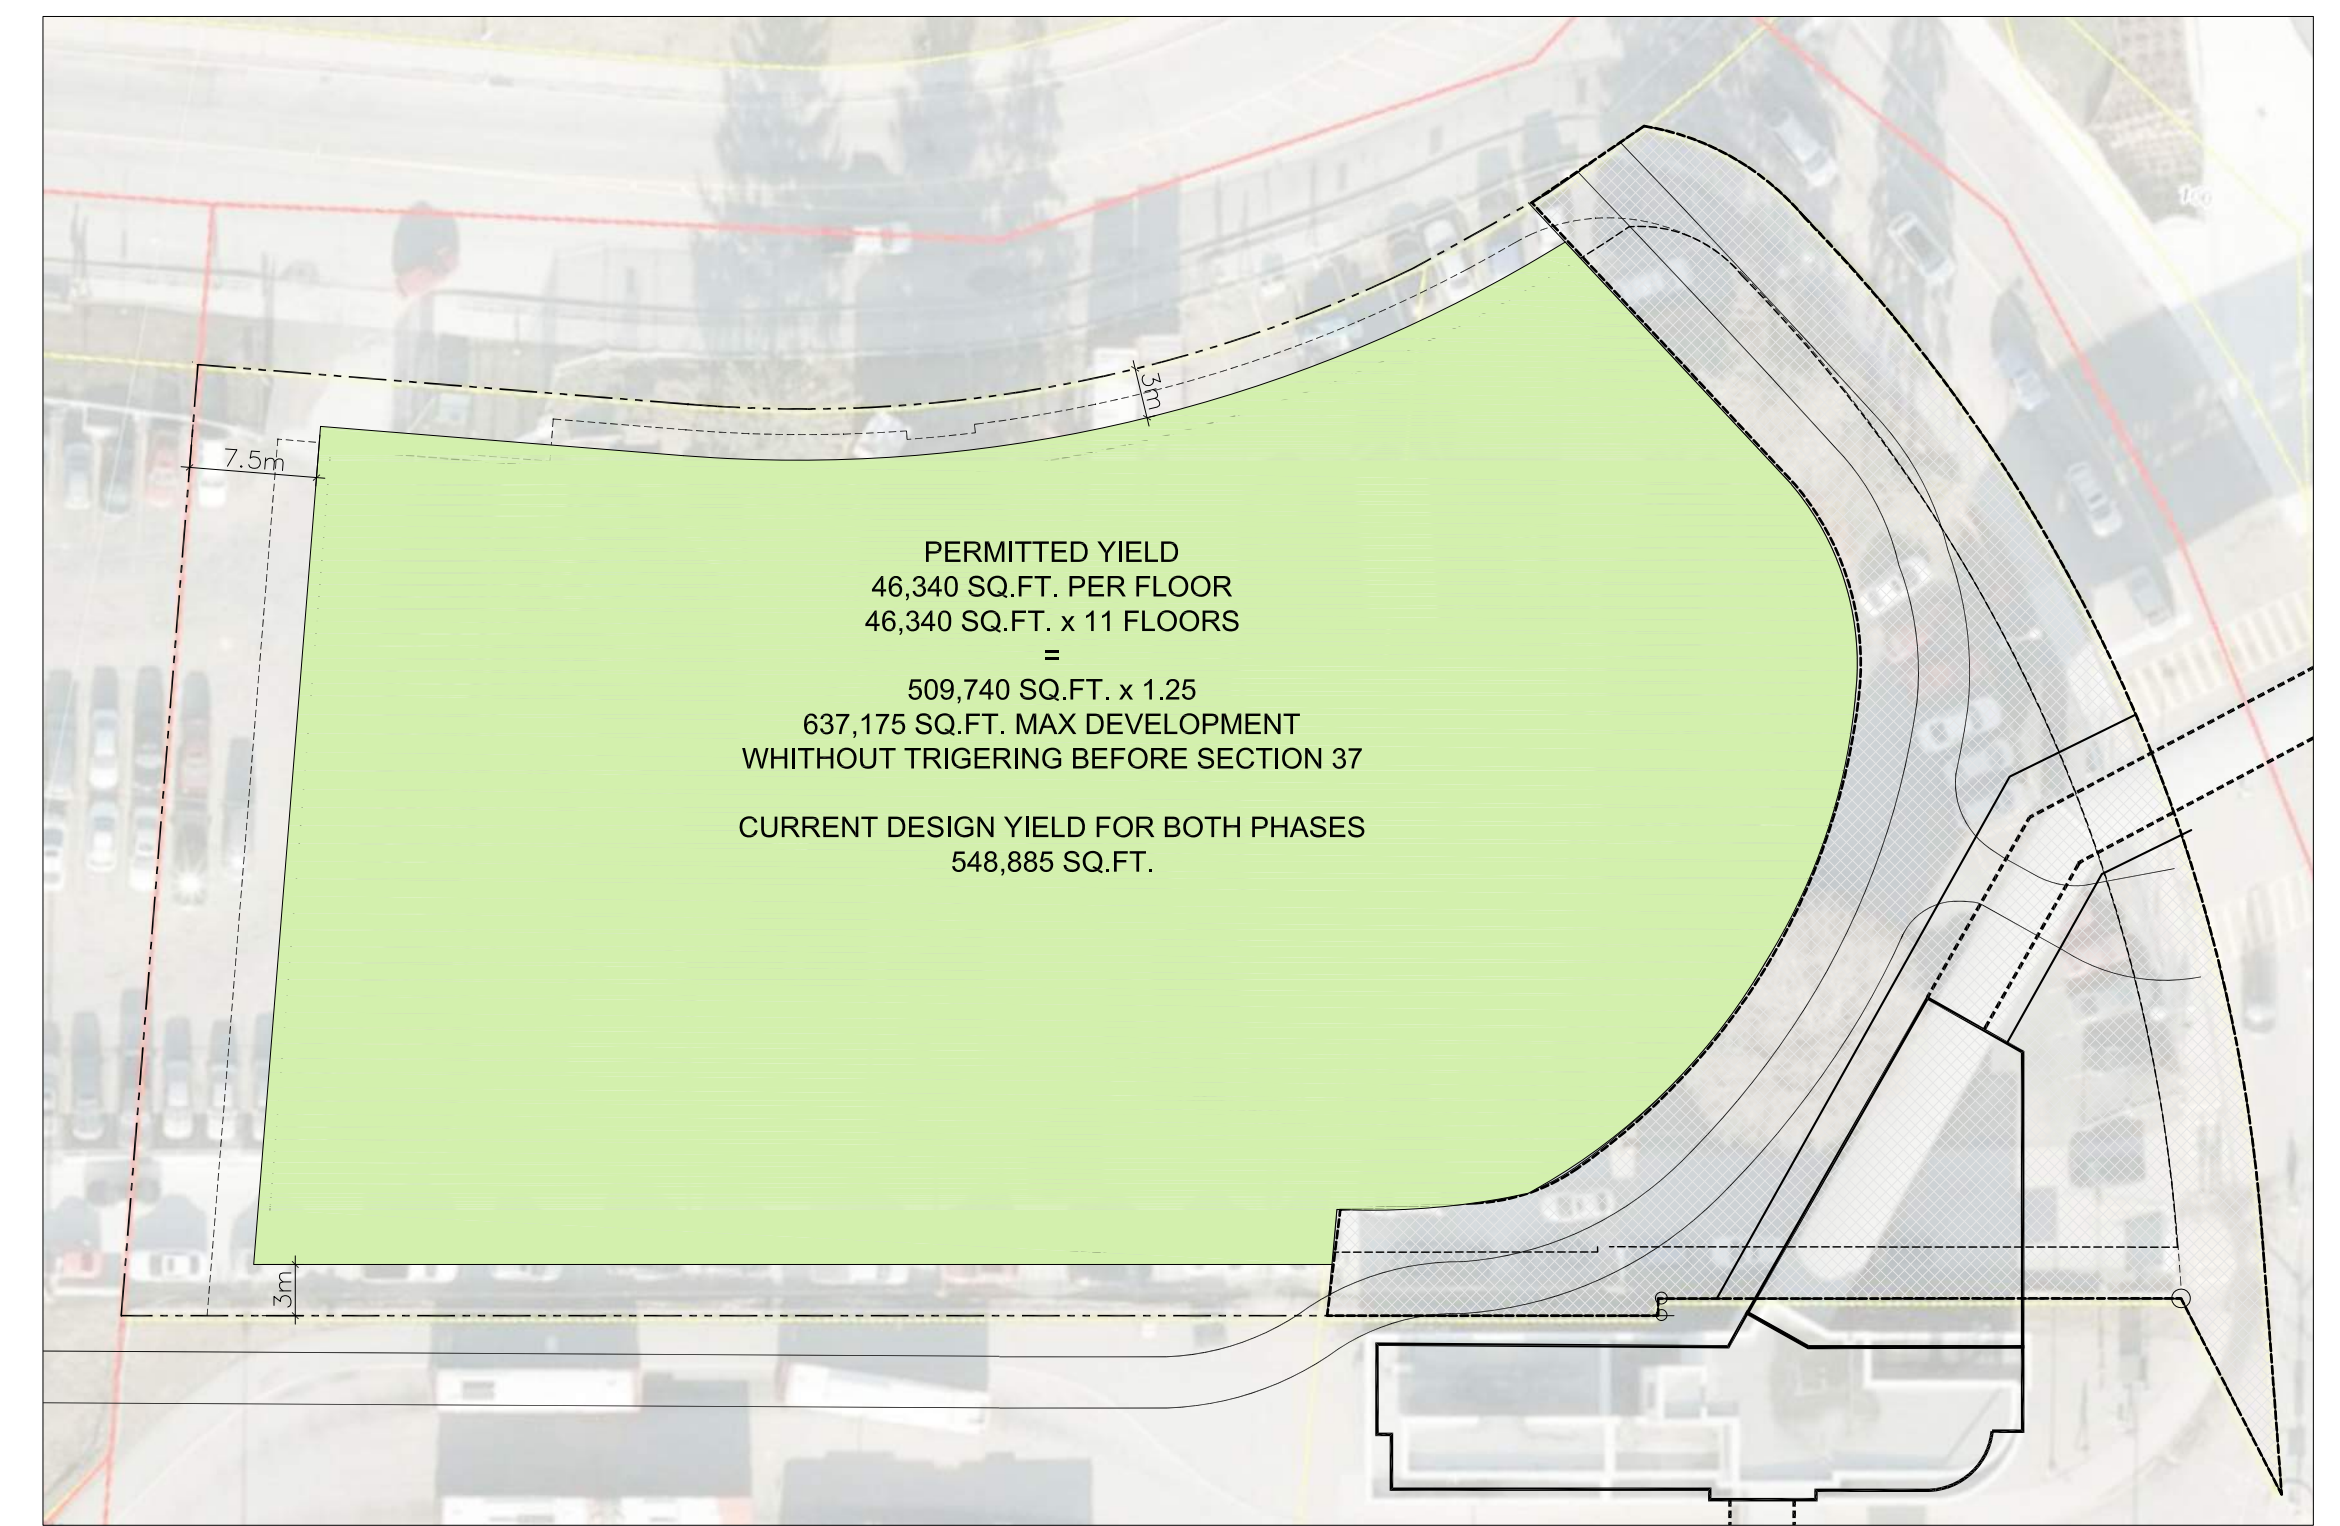 100
3m
7.5m
PERMITTED YIELD
46,340 SQ.FT. PER FLOOR
46,340 SQ.FT. x 11 FLOORS
=
509,740 SQ.FT. x 1.25
637,175 SQ.FT. MAX DEVELOPMENT
WHITHOUT TRIGERING BEFORE SECTION 37
CURRENT DESIGN YIELD FOR BOTH PHASES
548,885 SQ.FT.
3m